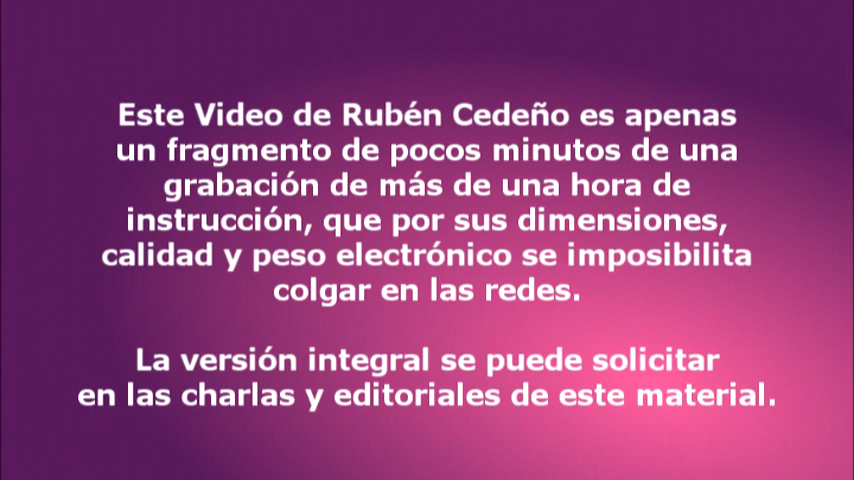 Este Video de Rubén Cedeño es apenas
un fragmento de pocos minutos de una
grabación de más de una hora de
instrucción, que por sus dimensiones,
calidad y peso electrónico se imposibilita
colgar en las redes.
La versión integral se puede solicitar
en las charlas y editoriales de este material.